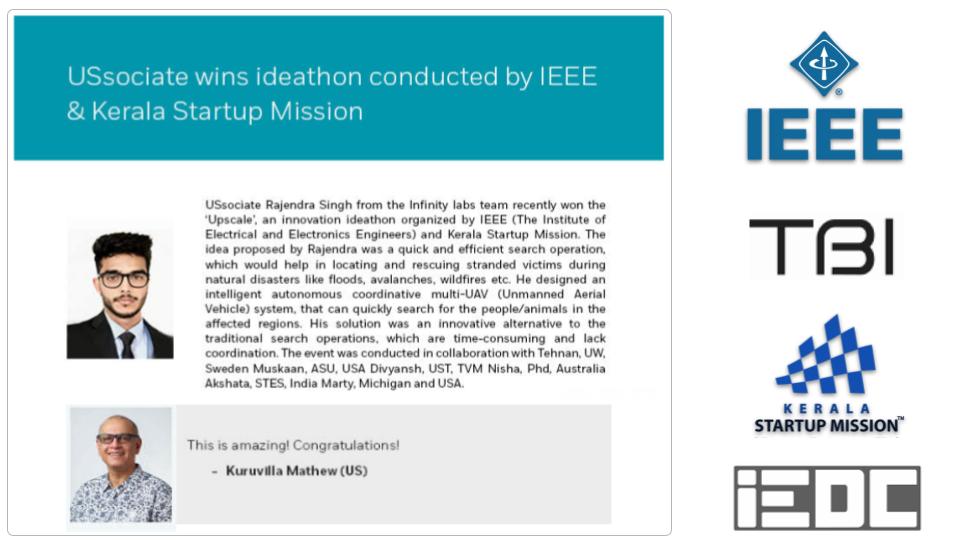 USsociate wins ideathon conducted by IEEE
& Kerala Startup Mission
USsociate Rajendra Singh from the Infinity labs team recently won the
‘Upscale’, an innovation ideathon organized by IEEE (The Institute of
Electrical and Electronics Engineers) and Kerala Startup Mission. The
idea proposed by Rajendra was a quick and efficient search operation,
which would help in locating and rescuing stranded victims during
natural disasters like floods, avalanches, wildfires etc. He designed an
intelligent autonomous coordinative multi-UAV (Unmanned Aerial
Vehicle) system, that can quickly search for the people/animals in the
affected regions. His solution was an innovative alternative to the
traditional search operations, which are time-consuming and lack
coordination. The event was conducted in collaboration with Tehnan, UW,
Sweden Muskaan, ASU, USA Divyansh, UST, TVM Nisha, Phd, Australia
Akshata, STES, India Marty, Michigan and USA.
This is amazing! Congratulations!
– Kuruvilla Mathew (US)
®
IEEE
TBI
KERALA
STARTUP MISSION™
iEDC